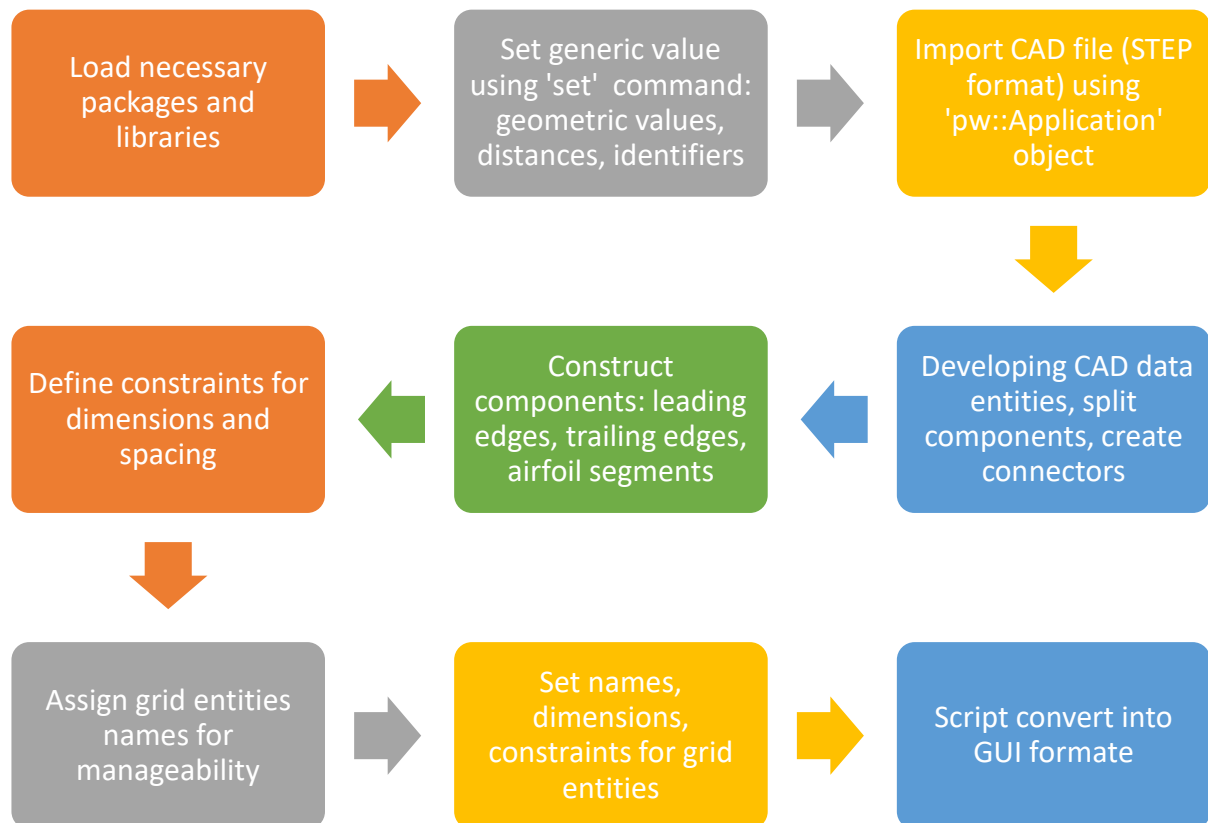 Load necessary
packages and
libraries
Set generic value
using 'set' command:
geometric values,
distances, identifiers
Import CAD file (STEP
format) using
'pw::Application'
object
Developing CAD data
entities, split
components, create
connectors
Construct
components: leading
edges, trailing edges,
airfoil segments
Define constraints for
dimensions and
spacing
Assign grid entities
names for
manageability
Set names,
dimensions,
constraints for grid
entities
Script convert into
GUI formate